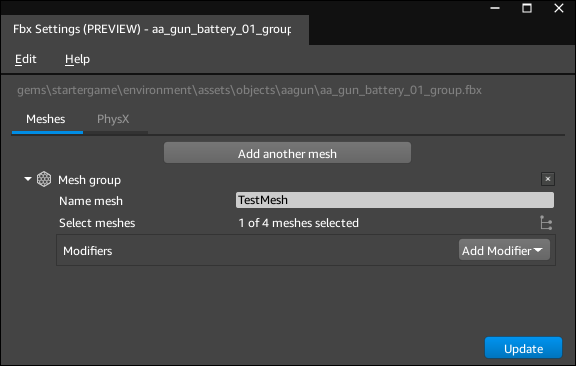 Fbx Settings (PREVIEW) - aa_gun_battery_01_group
Edit Help
gems\startergame\environment\assets\objects\aagun\aa_gun_battery_01_group.fbx
Meshes PhysX
Add another mesh
Mesh group
Name mesh TestMesh
Select meshes 1 of 4 meshes selected
Modifiers Add Modifier
Update